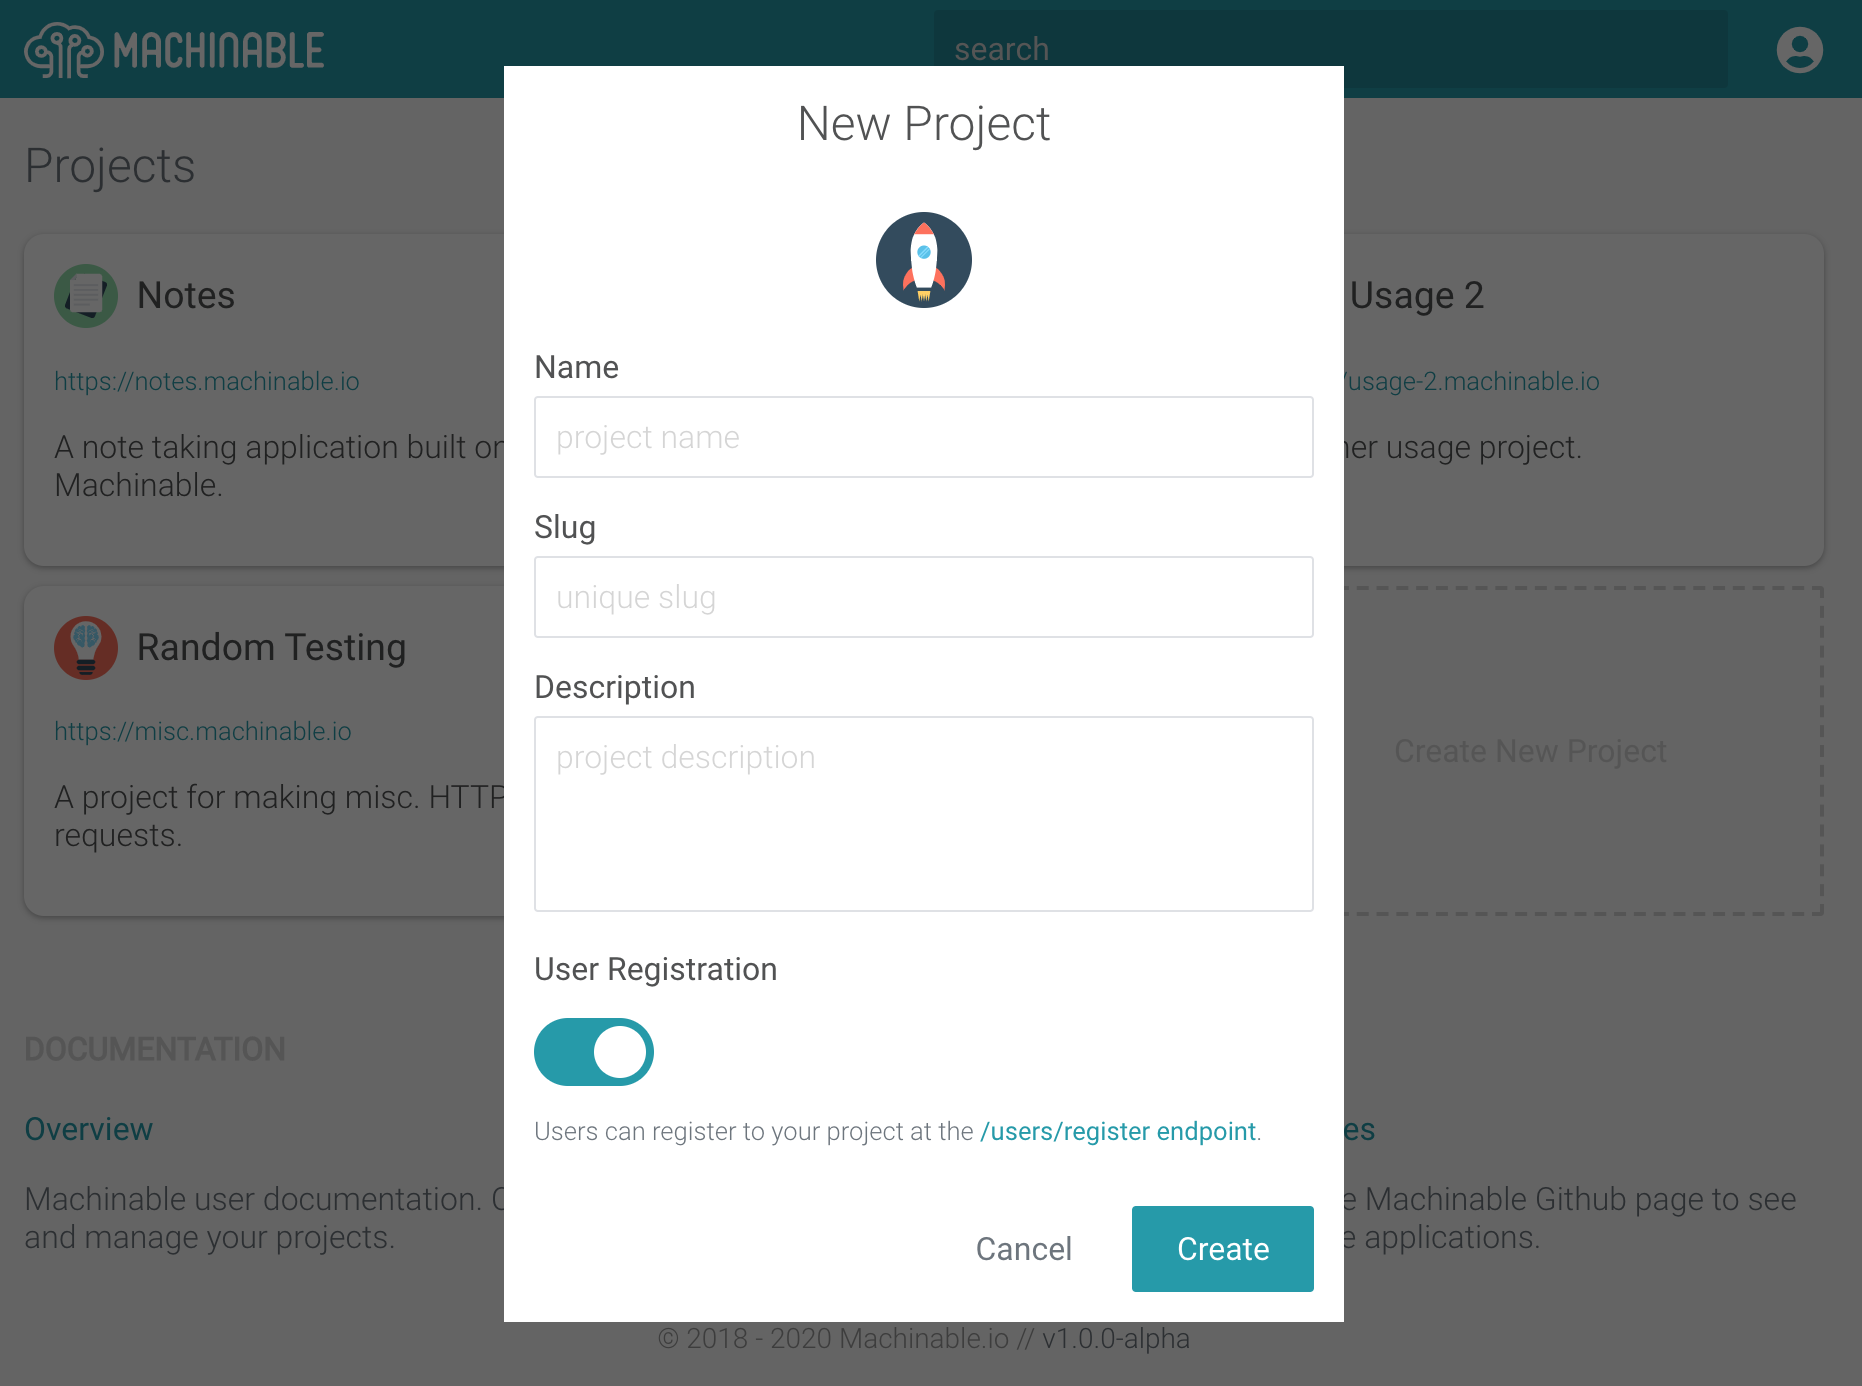 MACHINABLE
search
New Project
Projects
Notes
https://notes.machinable.io
A note taking application built on
Machinable.
Usage 2
/usage-2.machinable.io
her usage project.
Random Testing
https://misc.machinable.io
A project for making misc. HTTP
requests.
Create New Project
Name
project name
Slug
unique slug
Description
project description
User Registration
Users can register to your project at the /users/register endpoint.
Cancel
Create
DOCUMENTATION
Overview
Machinable user documentation.
and manage your projects.
es
e Machinable Github page to see
e applications.
© 2018 - 2020 Machinable.io // v1.0.0-alpha